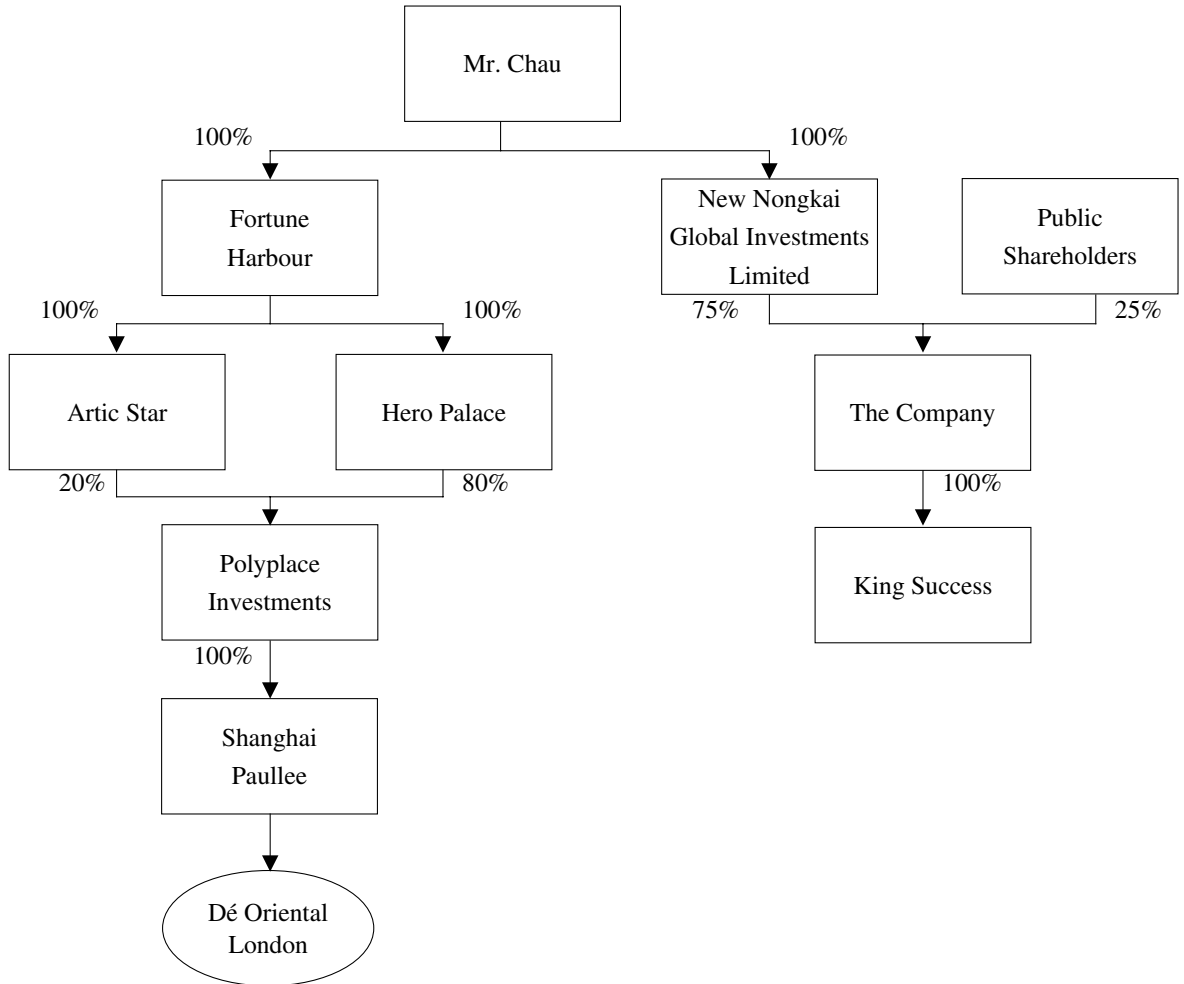 Mr. Chau
100%
100%
Fortune
Harbour
New Nongkai
Global Investments
Limited
Public
Shareholders
100%
100%
75%
25%
Artic Star
Hero Palace
The Company
20%
80%
100%
Polyplace
Investments
King Success
100%
Shanghai
Paullee
Dé Oriental
London